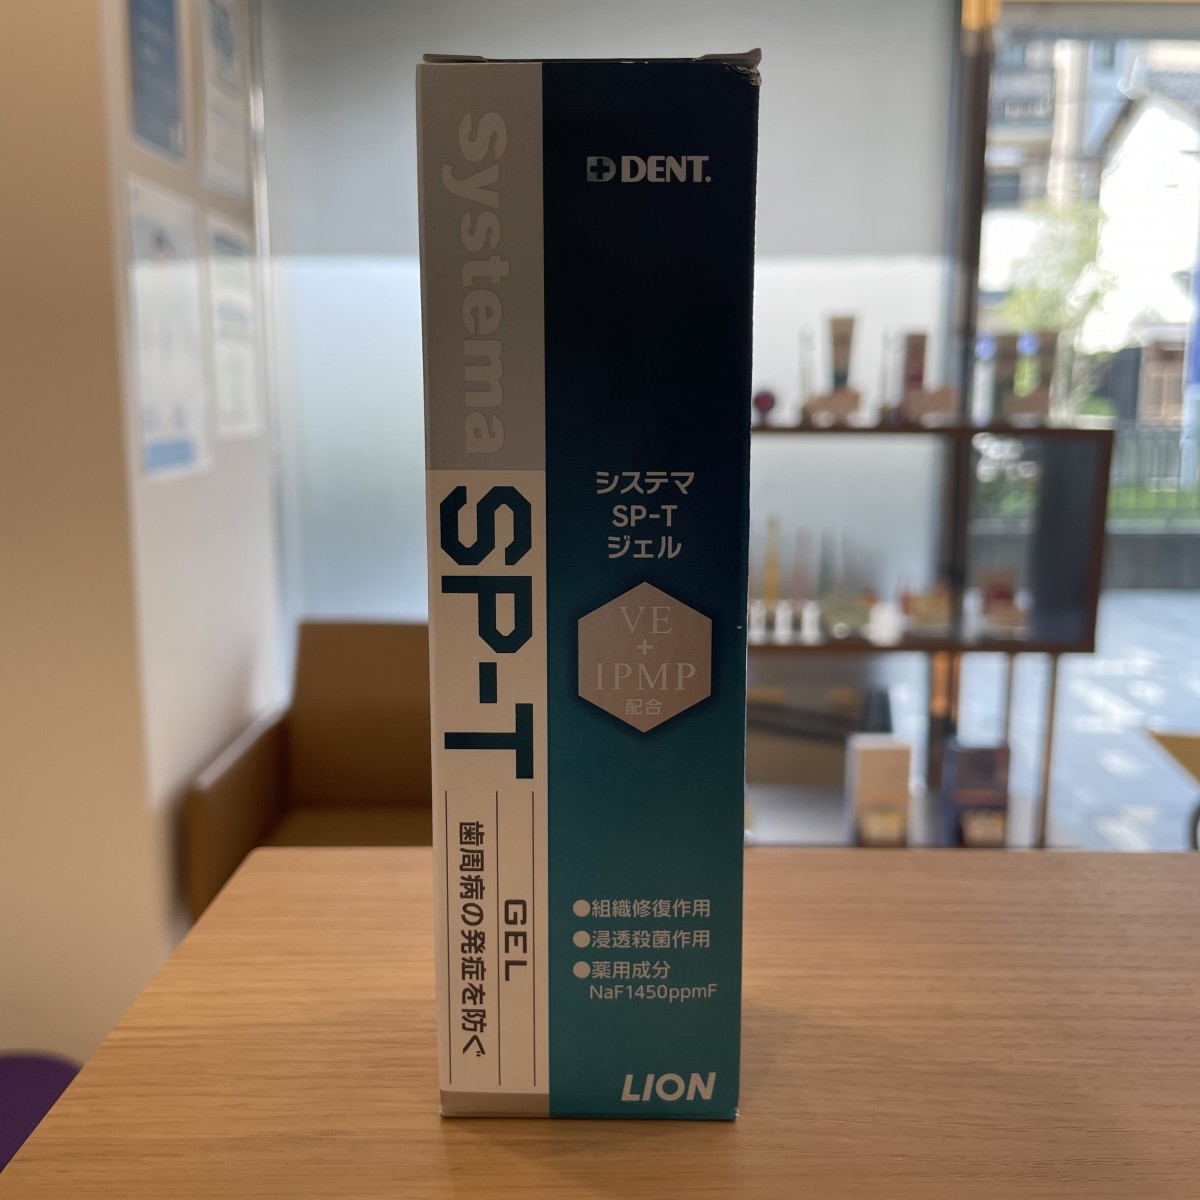 systema
SP-T
GEL
歯周病の発症を防ぐ
DENT.
システマ
SP-T
ジェル
VE
+
IPMP
配合
●組織修復作用
●浸透殺菌作用
●薬用成分
NaF1450ppmF
LION